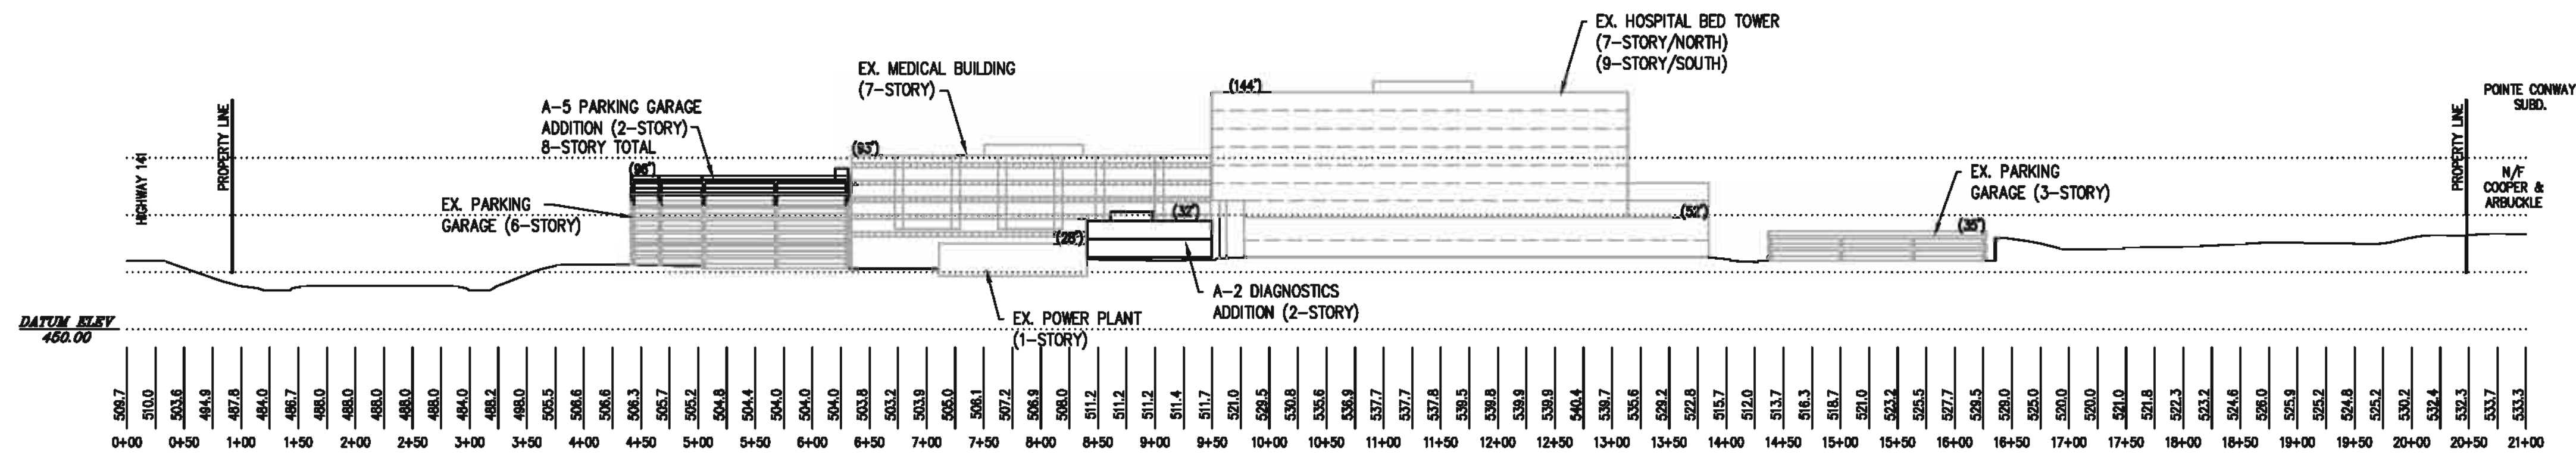 EX. HOSPITAL BED TOWER
(7-STORY/NORTH)
(9-STORY/SOUTH)
EX. MEDICAL BUILDING
(7-STORY)
(144')
POINTE CONWAY
SUBD.
A-5 PARKING GARAGE
ADDITION (2-STORY)
8-STORY TOTAL
PROPERTY LINE
PROPERTY LINE
HIGHWAY 141
(93')
(96')
EX. PARKING
GARAGE (3-STORY)
N/F
COOPER &
ARBUCKLE
EX. PARKING
GARAGE (6-STORY)
(32')
(52')
(28')
(35')
A-2 DIAGNOSTICS
ADDITION (2-STORY)
EX. POWER PLANT
(1-STORY)
DATUM ELEV
450.00
509.7 510.0 503.6 494.9 487.8 484.0 486.7 488.0 488.0 488.0 488.0 488.0 484.0 488.2 498.0 505.5 506.6 506.6 506.3 505.7 505.2 504.8 504.4 504.0 504.0 504.0 503.8 503.2 503.9 506.0 506.1 507.2 506.9 508.0 511.2 511.2 511.2 511.4 511.7 521.0 529.5 530.8 535.6 536.9 537.7 537.7 537.8 539.5 539.8 539.9 539.9 540.4 539.7 535.6 529.2 522.8 515.7 512.0 513.7 516.3 518.7 521.0 523.2 525.5 527.7 529.5 529.0 525.0 520.0 520.0 521.0 521.8 522.3 523.2 524.6 526.0 525.9 525.2 524.8 525.2 530.2 532.4 532.3 533.7 533.3
0+00 0+50 1+00 1+50 2+00 2+50 3+00 3+50 4+00 4+50 5+00 5+50 6+00 6+50 7+00 7+50 8+00 8+50 9+00 9+50 10+00 10+50 11+00 11+50 12+00 12+50 13+00 13+50 14+00 14+50 15+00 15+50 16+00 16+50 17+00 17+50 18+00 18+50 19+00 19+50 20+00 20+50 21+00